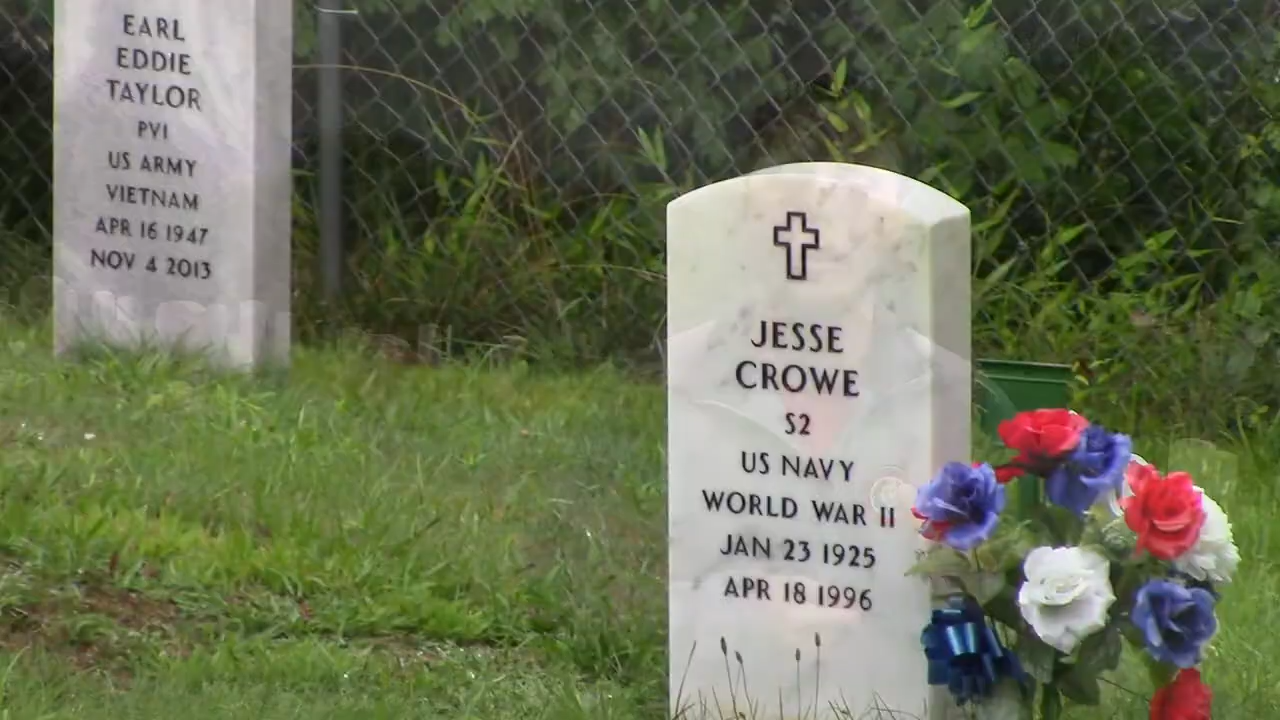 EARL
EDDIE
TAYLOR
PV1
US ARMY
VIETNAM
APR 16 1947
NOV 4 2013
JESSE
CROWE
S2
US NAVY
WORLD WAR II
JAN 23 1925
APR 18 1996